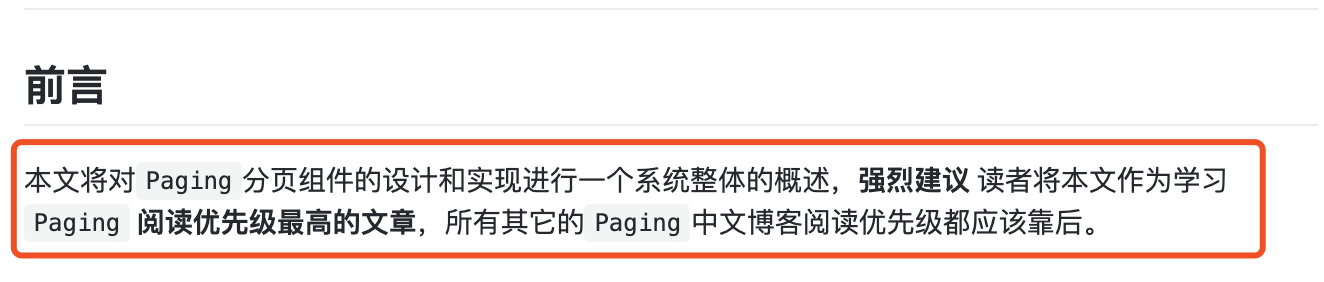 前言
本文将对 Paging 分页组件的设计和实现进行一个系统整体的概述，强烈建议 读者将本文作为学习
Paging 阅读优先级最高的文章，所有其它的 Paging 中文博客阅读优先级都应该靠后。